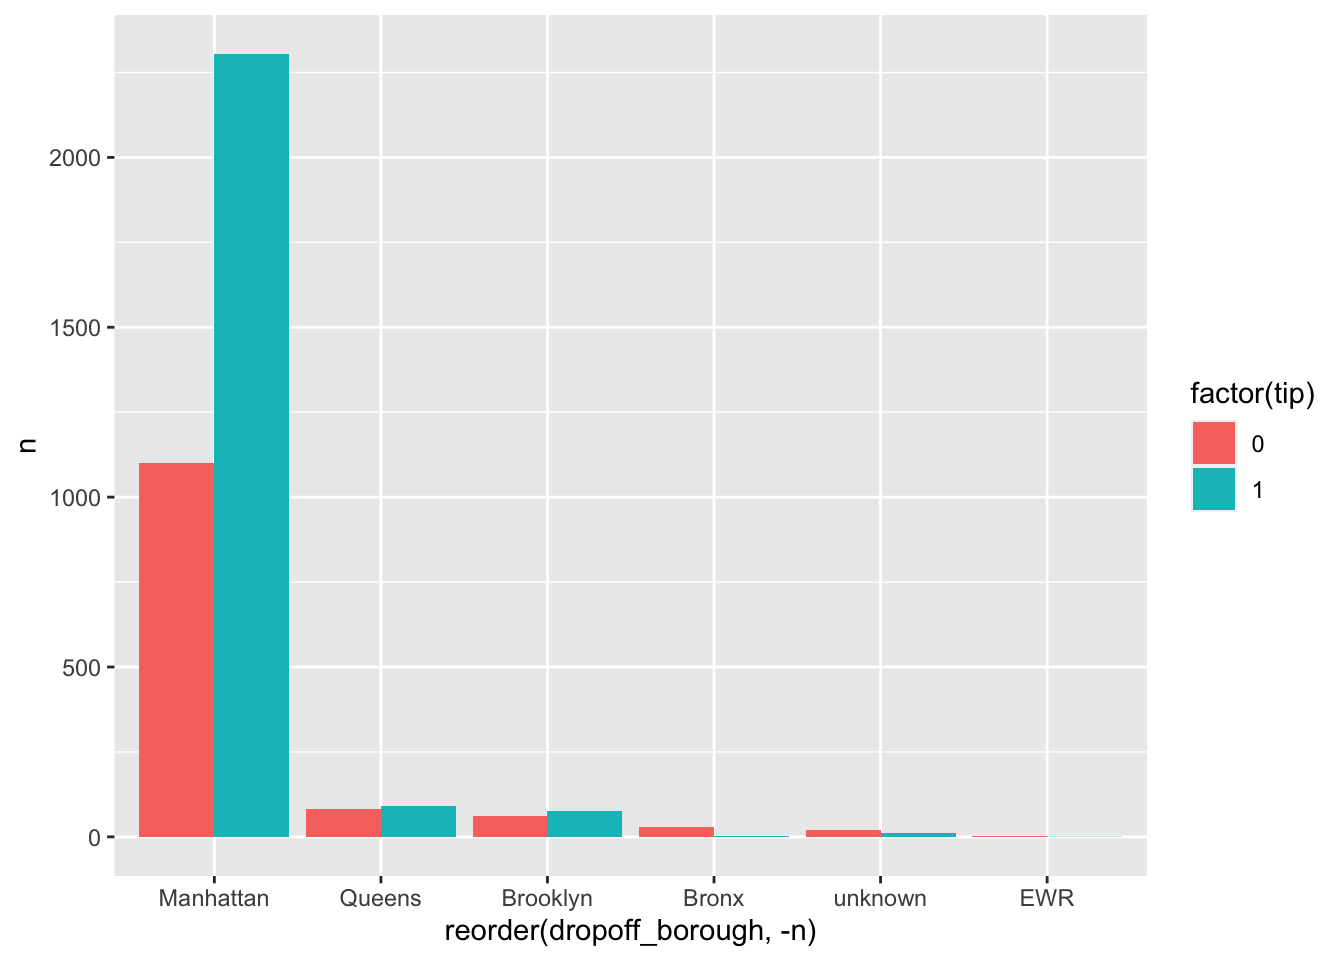 2000
1500
1000
500
0
n
Manhattan Queens Brooklyn Bronx unknown EWR
reorder(dropoff_borough, -n)
factor(tip)
0
1